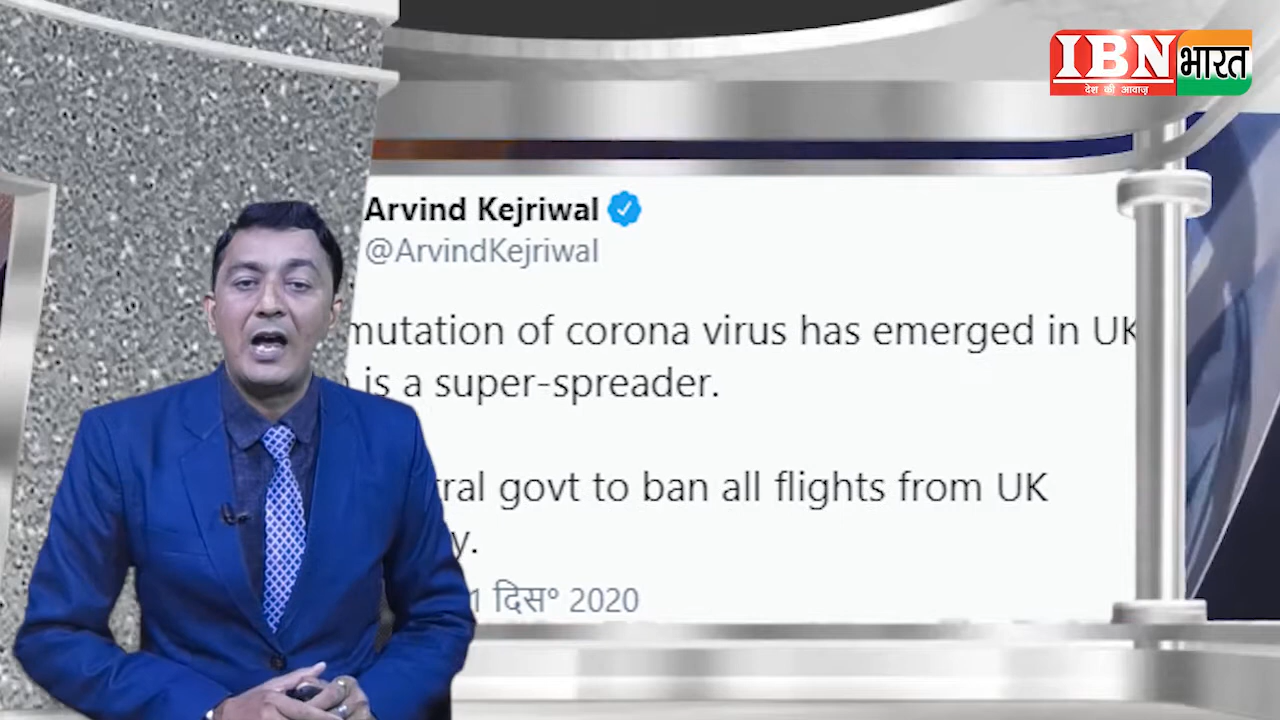 IBN भारत
देश की आवाज़
Arvind Kejriwal
@ArvindKejriwal
mutation of corona virus has emerged in UK
is a super-spreader.
govt to ban all flights from UK
2020
दिस° 2020